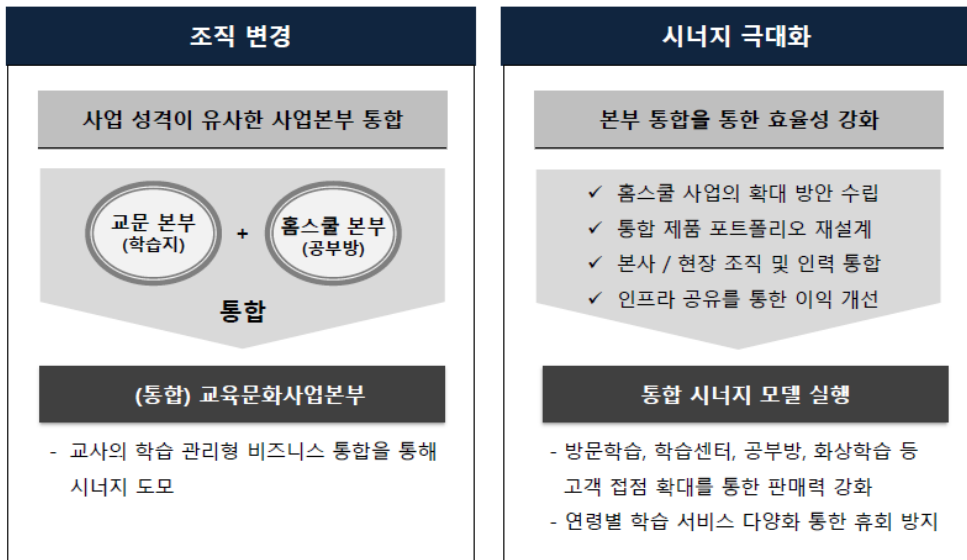 조직 변경
사업 성격이 유사한 사업본부 통합
교문 본부
(학습지)
+
홈스쿨 본부
(공부방)
통합
(통합) 교육문화사업본부
- 교사의 학습 관리형 비즈니스 통합을 통해
시너지 도모
시너지 극대화
본부 통합을 통한 효율성 강화
✓ 홈스쿨 사업의 확대 방안 수립
✓ 통합 제품 포트폴리오 재설계
✓ 본사 / 현장 조직 및 인력 통합
✓ 인프라 공유를 통한 이익 개선
통합 시너지 모델 실행
- 방문학습, 학습센터, 공부방, 화상학습 등
고객 접점 확대를 통한 판매력 강화
- 연령별 학습 서비스 다양화 통한 휴회 방지